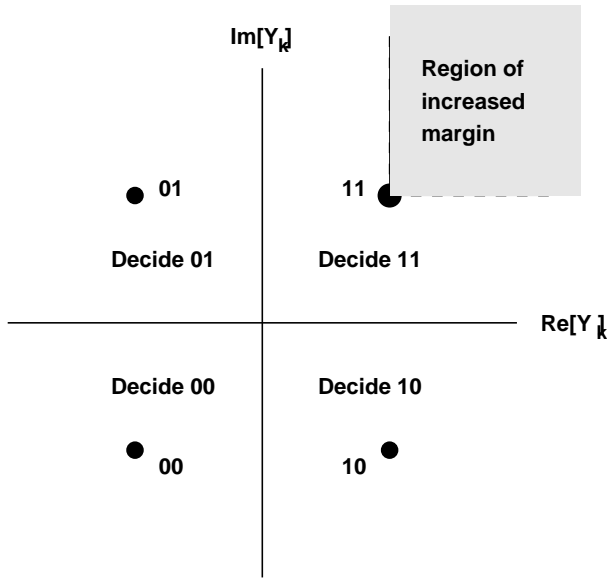 Im[Yk]
Region of
increased
margin
01
11
Decide 01
Decide 11
Re[Yk]
Decide 00
Decide 10
00
10